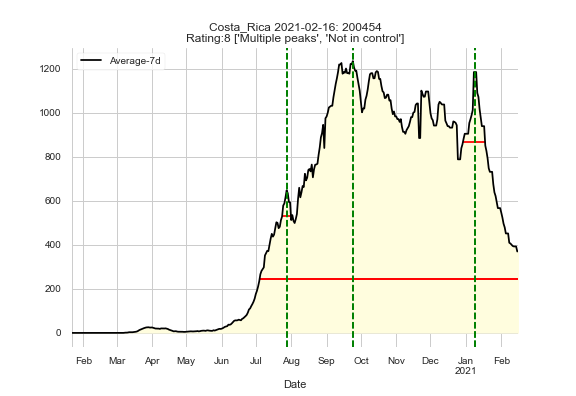 Costa_Rica 2021-02-16: 200454
Rating:8 ['Multiple peaks', 'Not in control']
Average-7d
1200
1000
800
600
400
200
0
Feb Mar Apr May Jun Jul Aug Sep Oct Nov Dec Jan Feb
2021
Date